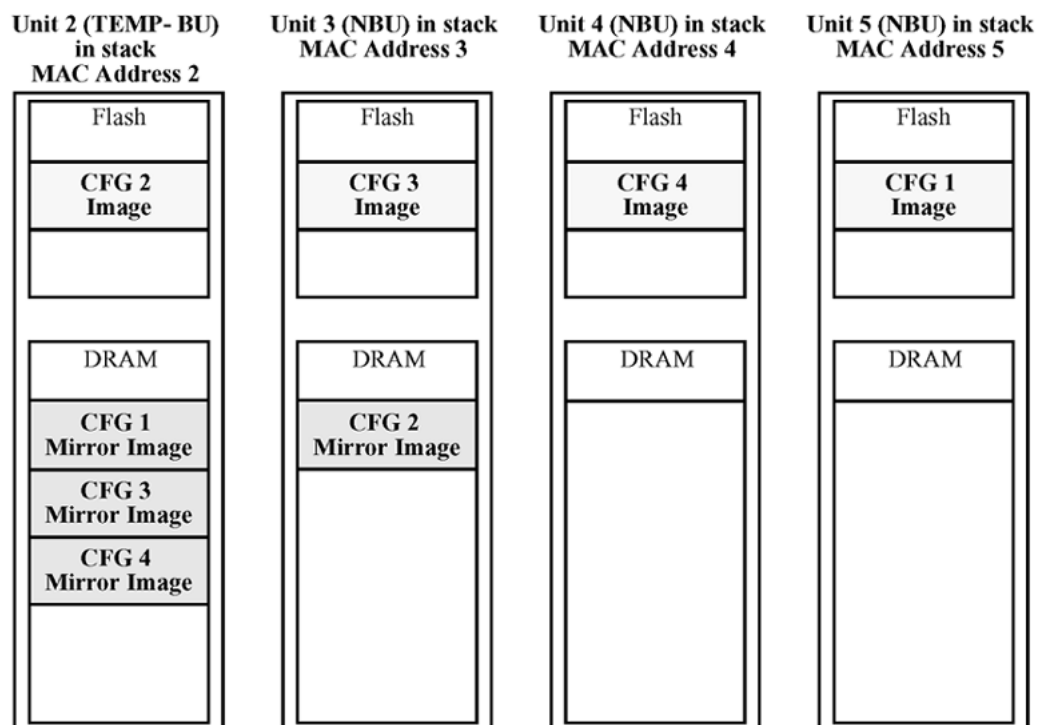 Unit 2 (TEMP- BU)
in stack
MAC Address 2
Unit 3 (NBU) in stack
MAC Address 3
Unit 4 (NBU) in stack
MAC Address 4
Unit 5 (NBU) in stack
MAC Address 5
Flash
CFG 2
Image
DRAM
CFG 1
Mirror Image
CFG 3
Mirror Image
CFG 4
Mirror Image
Flash
CFG 3
Image
DRAM
CFG 2
Mirror Image
Flash
CFG 4
Image
DRAM
Flash
CFG 1
Image
DRAM